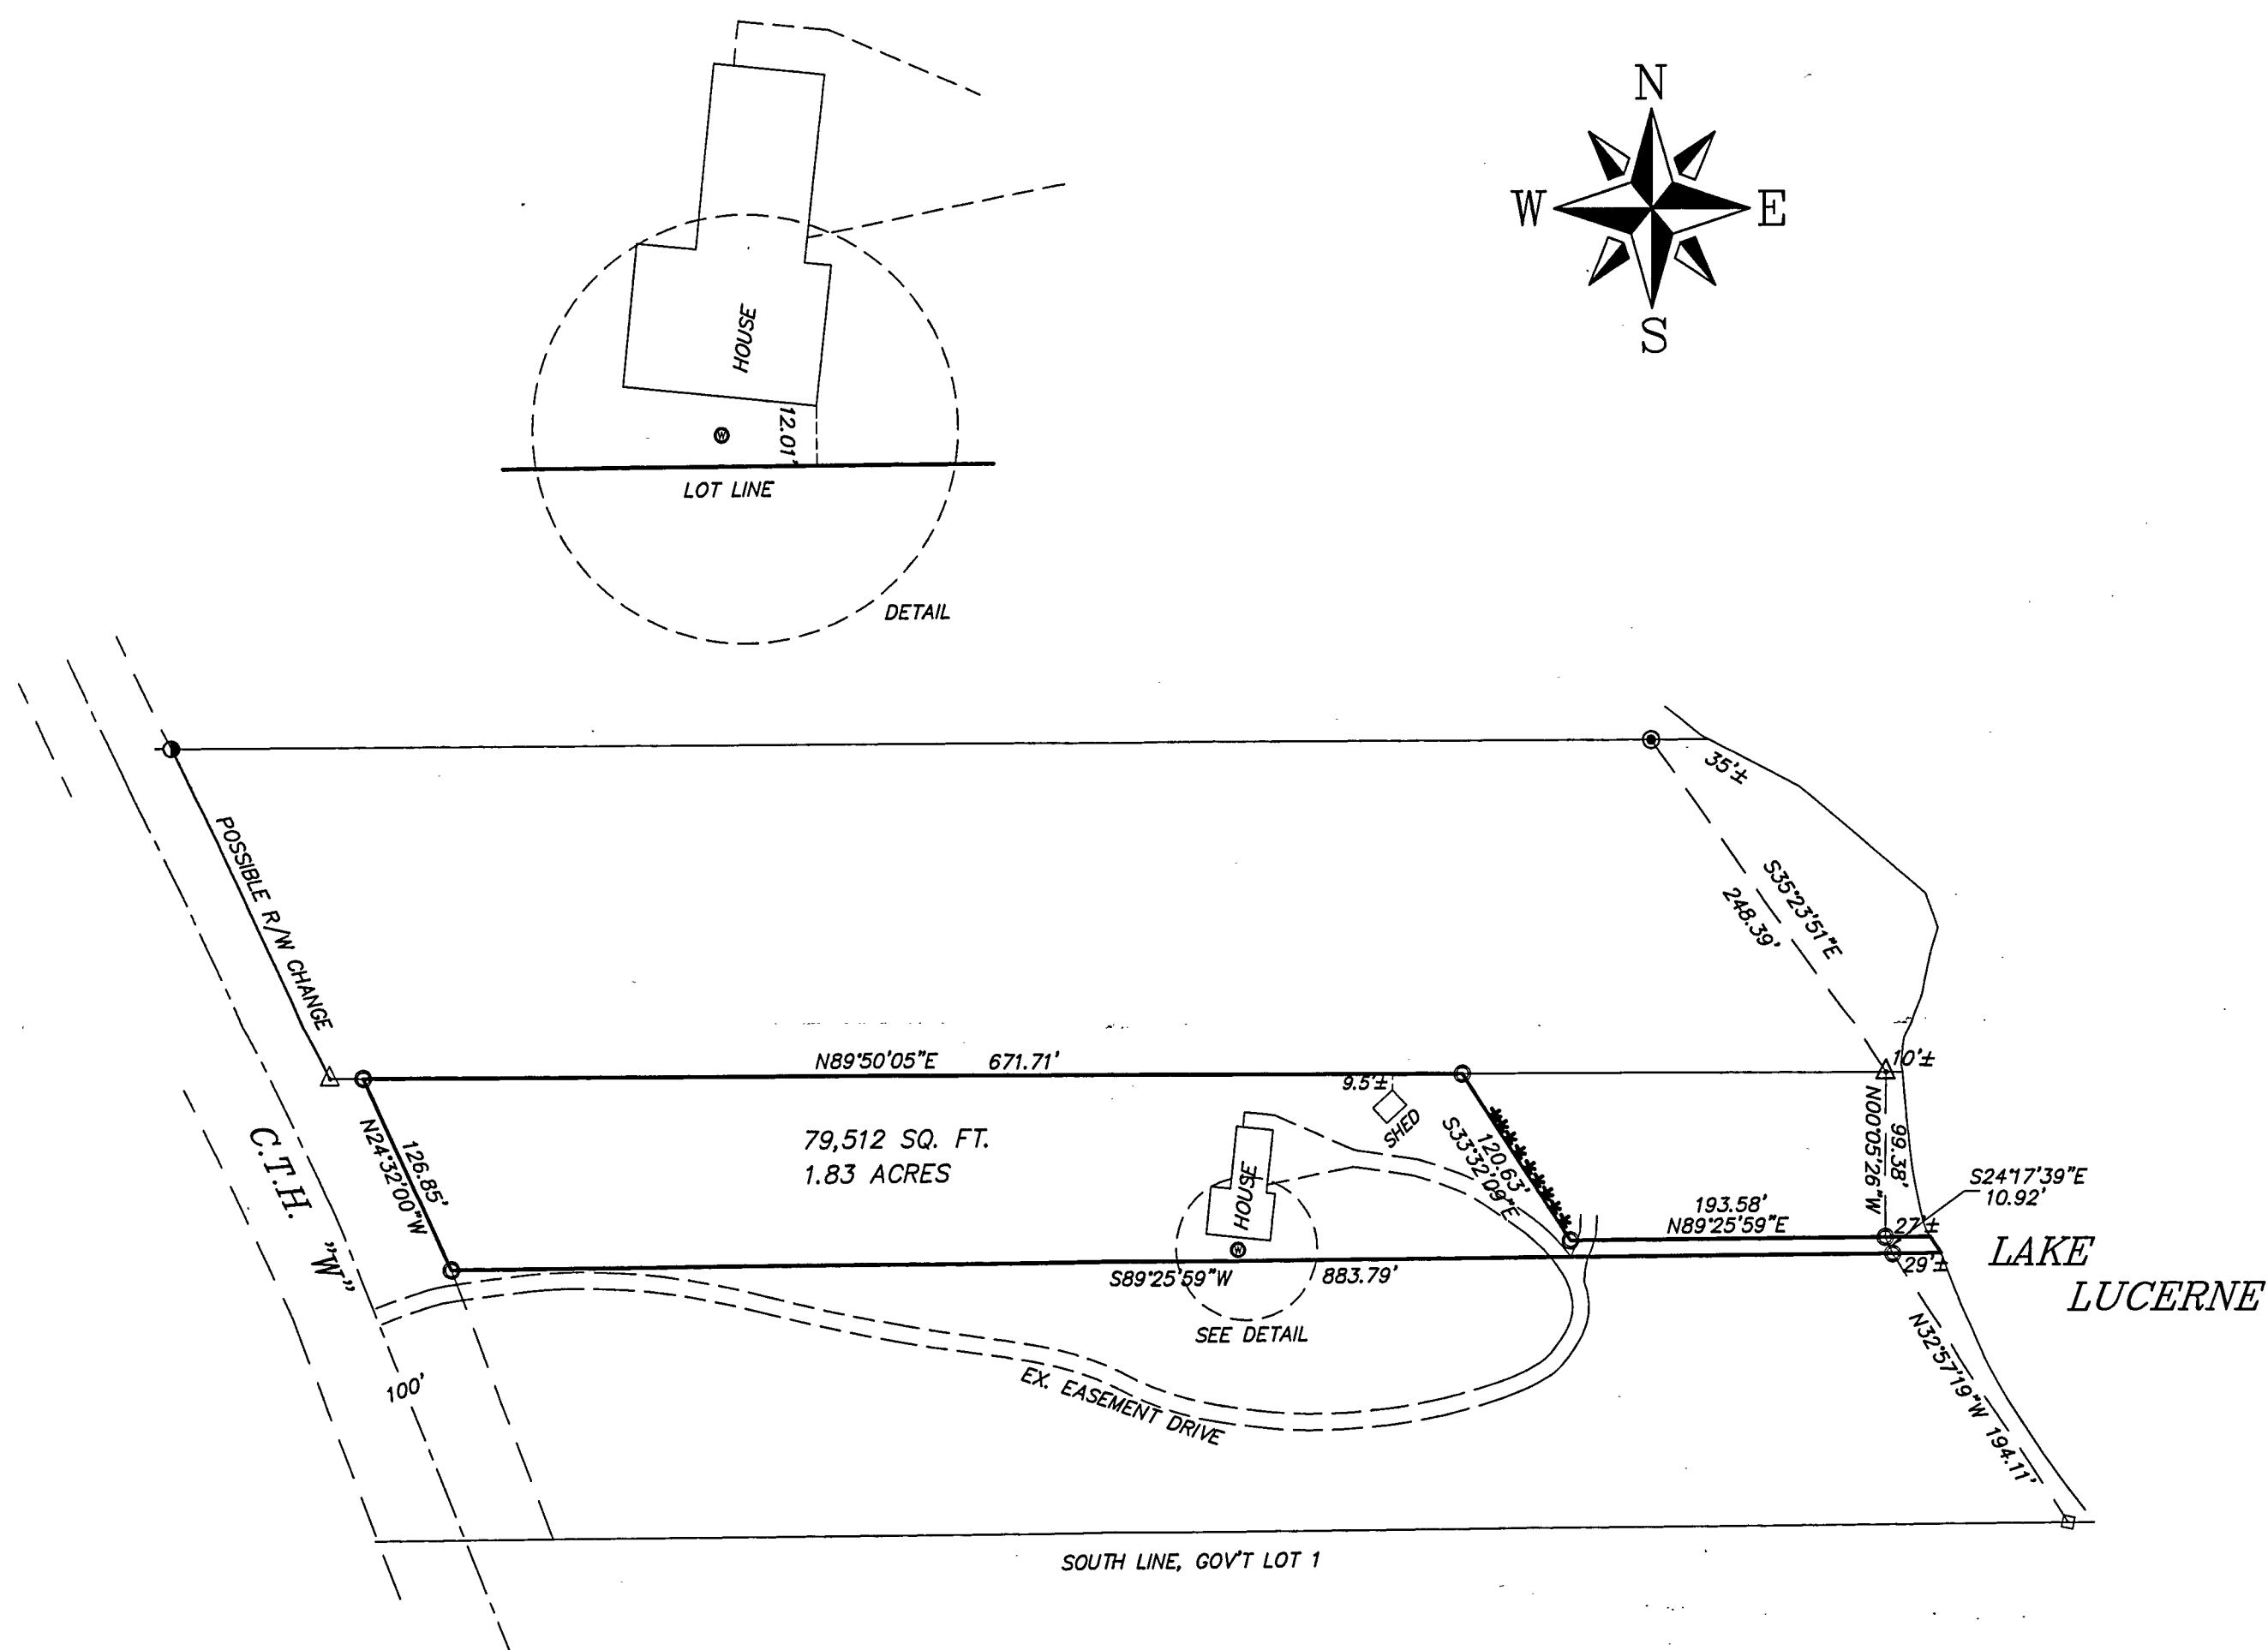 N
W
E
S
HOUSE
12.01'
LOT LINE
DETAIL
35'±
POSSIBLE R/W CHANGE
S35°23'51"E
248.39'
N89°50'05"E 671.71'
10'±
9.5'±
SHED
79,512 SQ. FT.
1.83 ACRES
N24°32'00"W
126.85'
C.T.H. "W"
HOUSE
W
S33°32'09"E
120.63'
N00°05'26"W
99.38'
S24°17'39"E
10.92'
193.58'
N89°25'59"E
27'±
29'±
LAKE
LUCERNE
S89°25'59"W 883.79'
SEE DETAIL
N32°57'19"W 194.11'
100'
EX. EASEMENT DRIVE
SOUTH LINE, GOV'T LOT 1